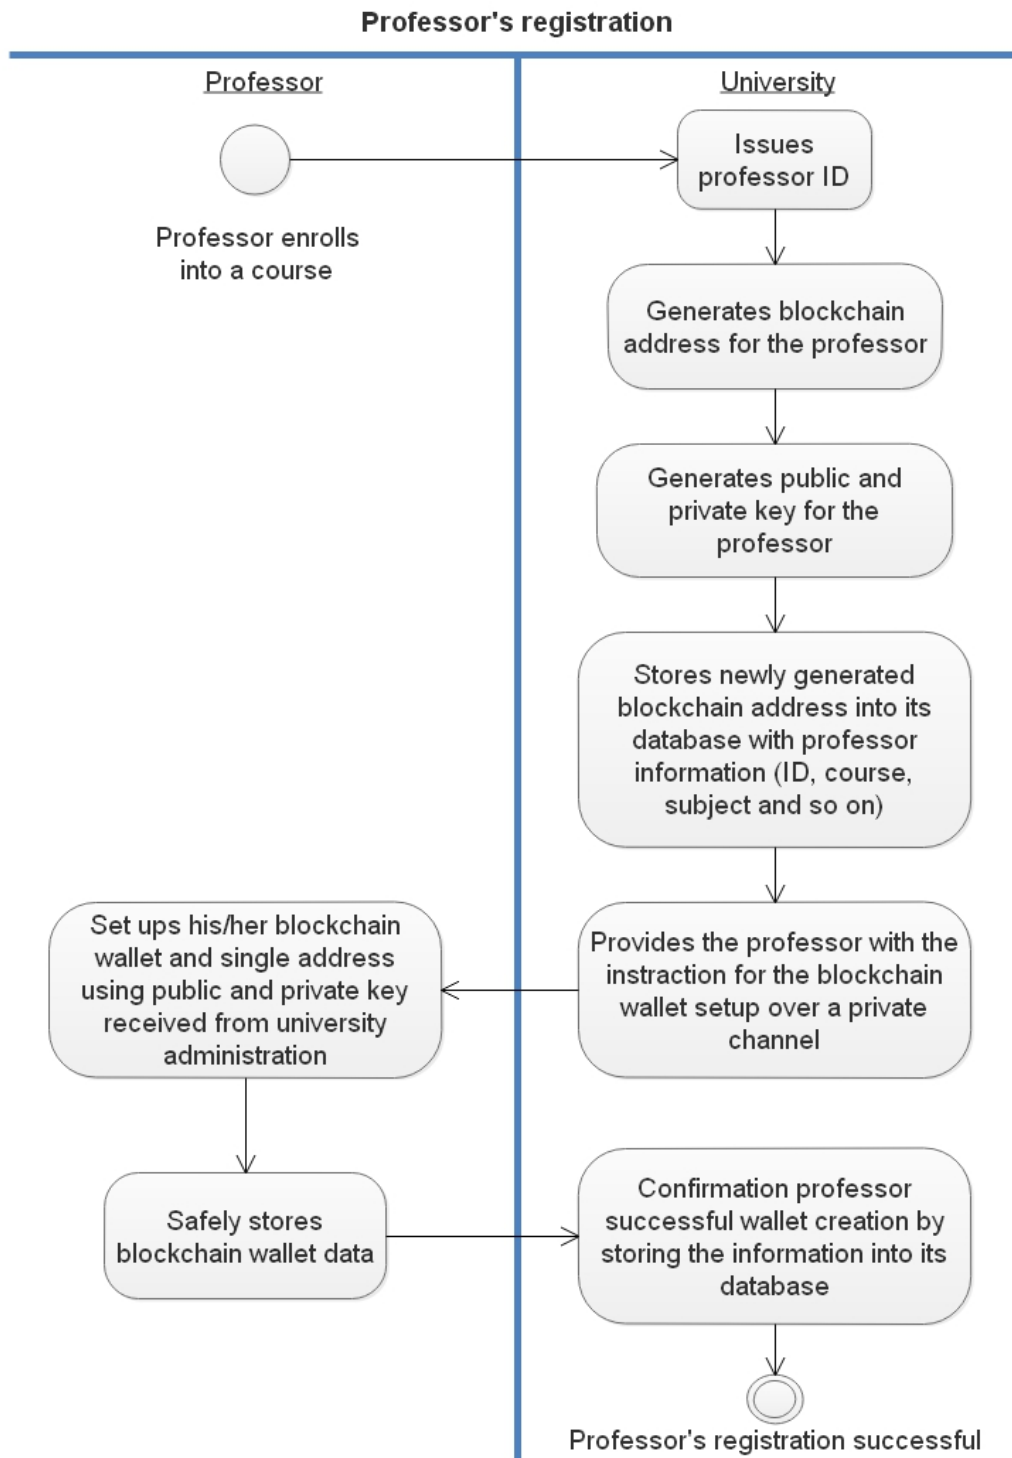 Professor's registration
Professor
University
Issues
professor ID
Professor enrolls
into a course
Generates blockchain
address for the professor
Generates public and
private key for the
professor
Stores newly generated
blockchain address into its
database with professor
information (ID, course,
subject and so on)
Provides the professor with the
instraction for the blockchain
wallet setup over a private
channel
Set ups his/her blockchain
wallet and single address
using public and private key
received from university
administration
Safely stores
blockchain wallet data
Confirmation professor
successful wallet creation by
storing the information into its
database
Professor's registration successful